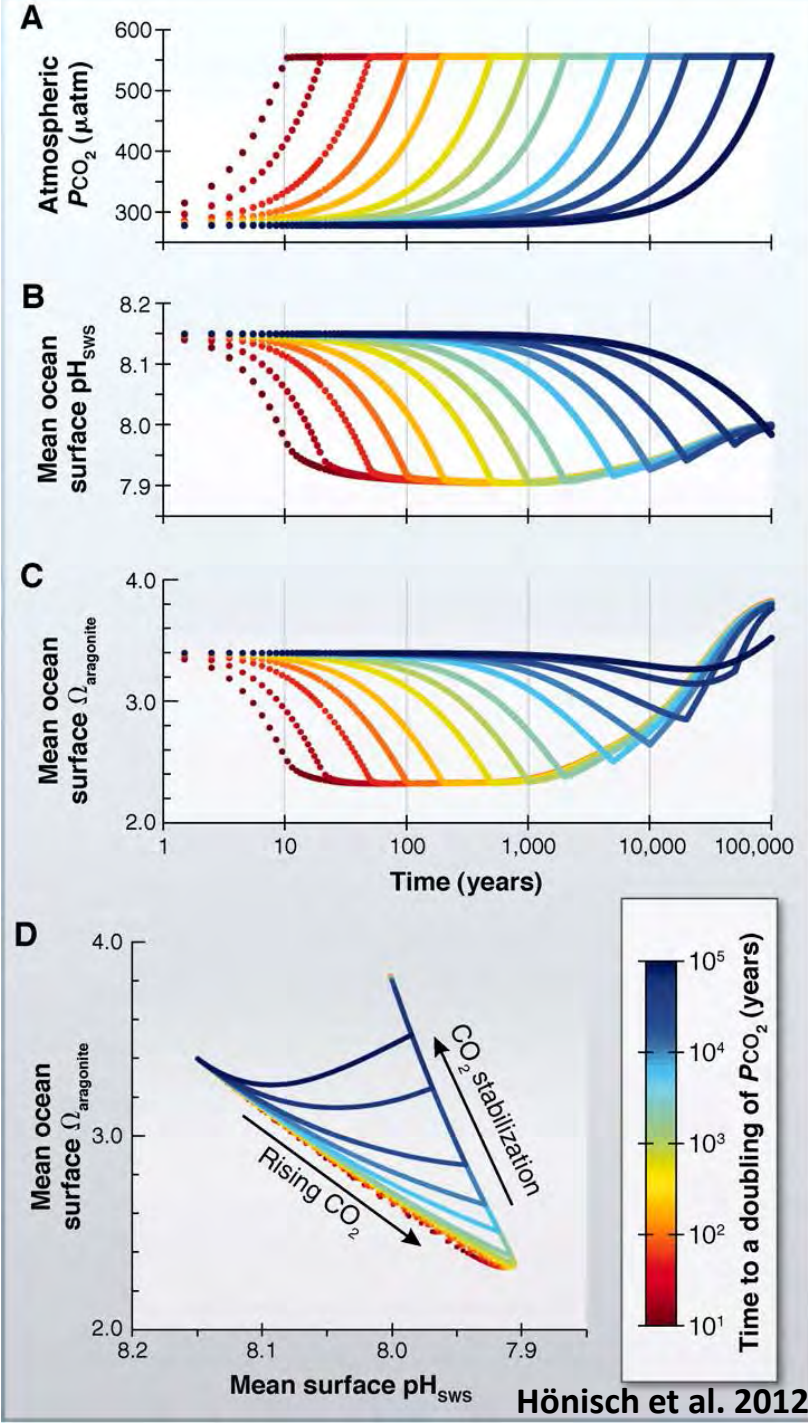 A
600
500
400
300
Atmospheric
PCO₂ (μatm)
B
8.2
8.1
8.0
7.9
Mean ocean
surface pHSWS
C
4.0
3.0
2.0
Mean ocean
surface Ωaragonite
1 10 100 1,000 10,000 100,000
Time (years)
D
4.0
3.0
2.0
Mean ocean
surface Ωaragonite
Rising CO₂
CO₂ stabilization
8.2 8.1 8.0 7.9
Mean surface pHSWS
10⁵
10⁴
10³
10²
10¹
Time to a doubling of PCO₂ (years)
Hönisch et al. 2012